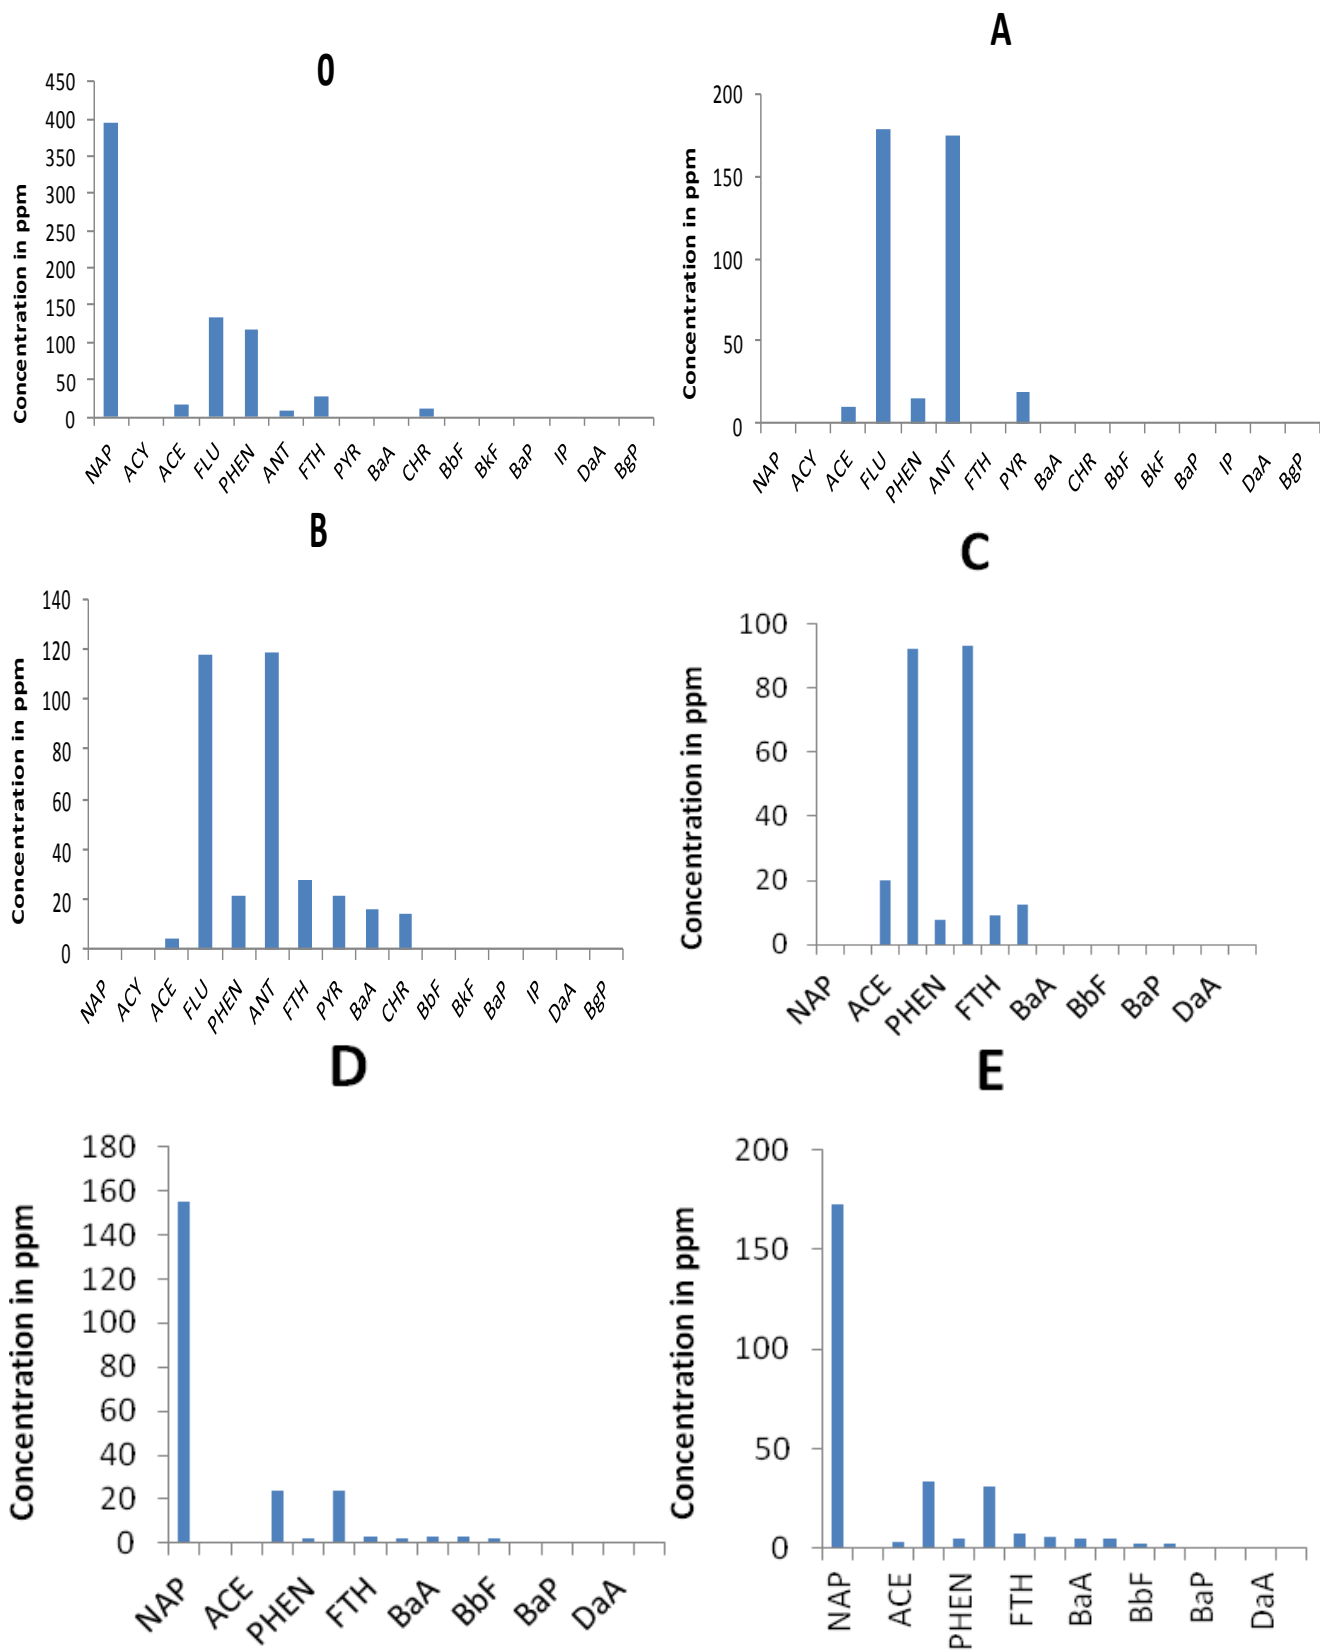 O
Concentration in ppm
450
400
350
300
250
200
150
100
50
0
NAP ACY ACE FLU PHEN ANT FTH PYR BaA CHR BbF BkF BaP IP DaA BgP
A
Concentration in ppm
200
150
100
50
0
NAP ACY ACE FLU PHEN ANT FTH PYR BaA CHR BbF BkF BaP IP DaA BgP
B
Concentration in ppm
140
120
100
80
60
40
20
0
NAP ACY ACE FLU PHEN ANT FTH PYR BaA CHR BbF BkF BaP IP DaA BgP
C
Concentration in ppm
100
80
60
40
20
0
NAP ACE PHEN FTH BaA BbF BaP DaA
D
Concentration in ppm
180
160
140
120
100
80
60
40
20
0
NAP ACE PHEN FTH BaA BbF BaP DaA
E
Concentration in ppm
200
150
100
50
0
NAP ACE PHEN FTH BaA BbF BaP DaA